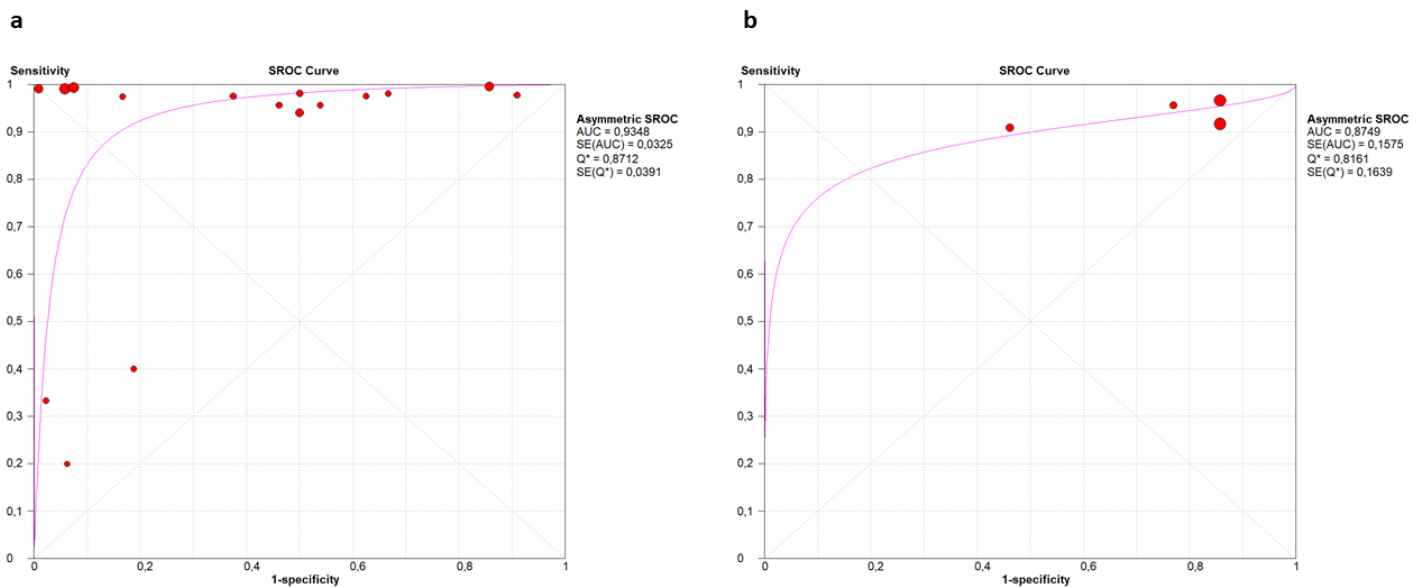 a
Sensitivity
SROC Curve
1
0,9
0,8
0,7
0,6
0,5
0,4
0,3
0,2
0,1
0
0 0,2 0,4 0,6 0,8 1
1-specificity
Asymmetric SROC
AUC = 0,9348
SE(AUC) = 0,0325
Q* = 0,8712
SE(Q*) = 0,0391
b
Sensitivity
SROC Curve
1
0,9
0,8
0,7
0,6
0,5
0,4
0,3
0,2
0,1
0
0 0,2 0,4 0,6 0,8 1
1-specificity
Asymmetric SROC
AUC = 0,8749
SE(AUC) = 0,1575
Q* = 0,8161
SE(Q*) = 0,1639